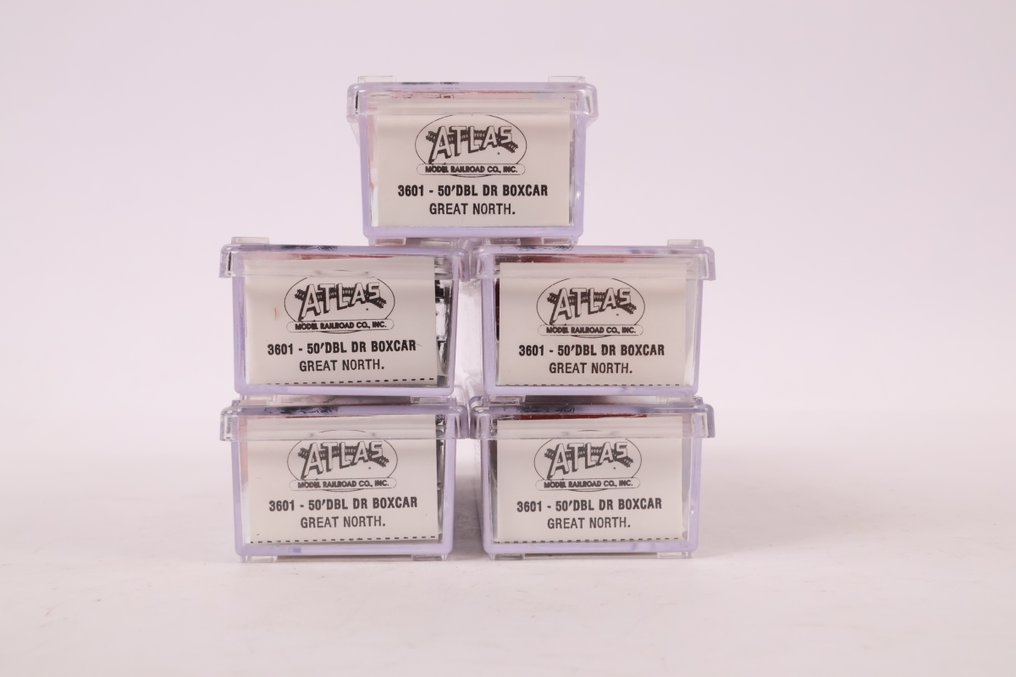 ATLAS
MODEL RAILROAD CO., INC.
3601 - 50'DBL DR BOXCAR
GREAT NORTH.
ATLAS
MODEL RAILROAD CO., INC.
3601 - 50'DBL DR BOXCAR
GREAT NORTH.
ATLAS
MODEL RAILROAD CO., INC.
3601 - 50'DBL DR BOXCAR
GREAT NORTH.
ATLAS
MODEL RAILROAD CO., INC.
3601 - 50'DBL DR BOXCAR
GREAT NORTH.
ATLAS
MODEL RAILROAD CO., INC.
3601 - 50'DBL DR BOXCAR
GREAT NORTH.